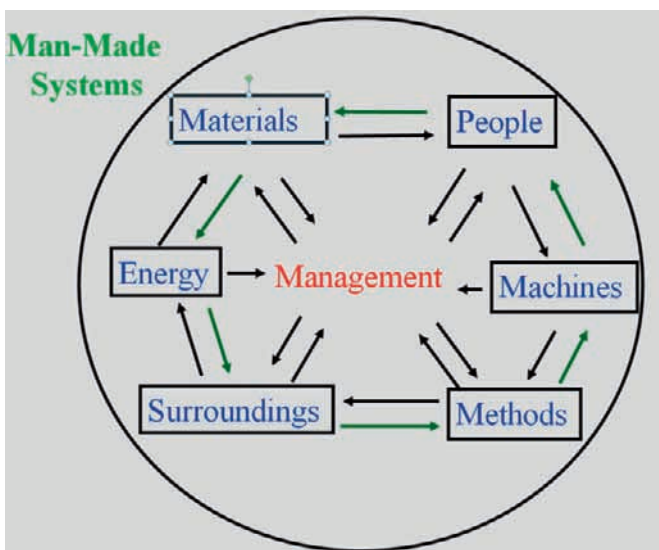 Man-Made
Systems
Materials
People
Energy
Management
Machines
Surroundings
Methods